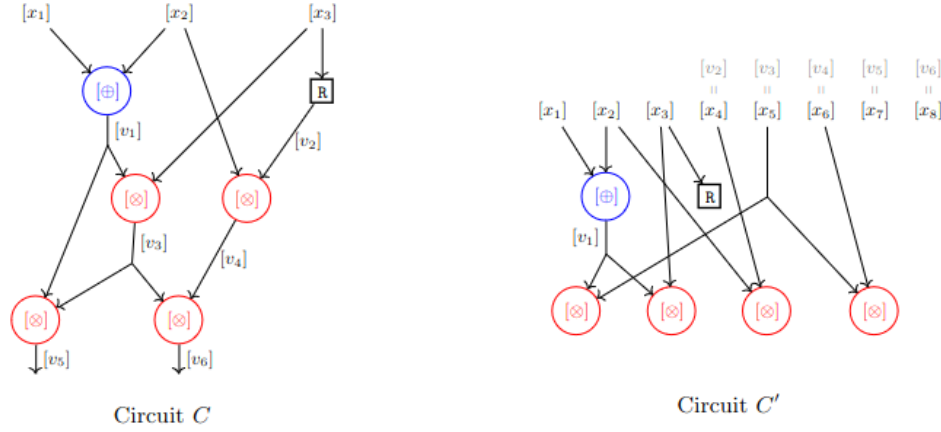 [x₁] [x₂] [x₃]
[⊕]
R
[v₁]
[v₂]
[⊗] [⊗]
[v₃]
[v₄]
[⊗] [⊗]
[v₅] [v₆]
Circuit C
[v₂] [v₃] [v₄] [v₅] [v₆]
= = = = =
[x₁] [x₂] [x₃] [x₄] [x₅] [x₆] [x₇] [x₈]
[⊕] R
[v₁]
[⊗] [⊗] [⊗] [⊗]
Circuit C′